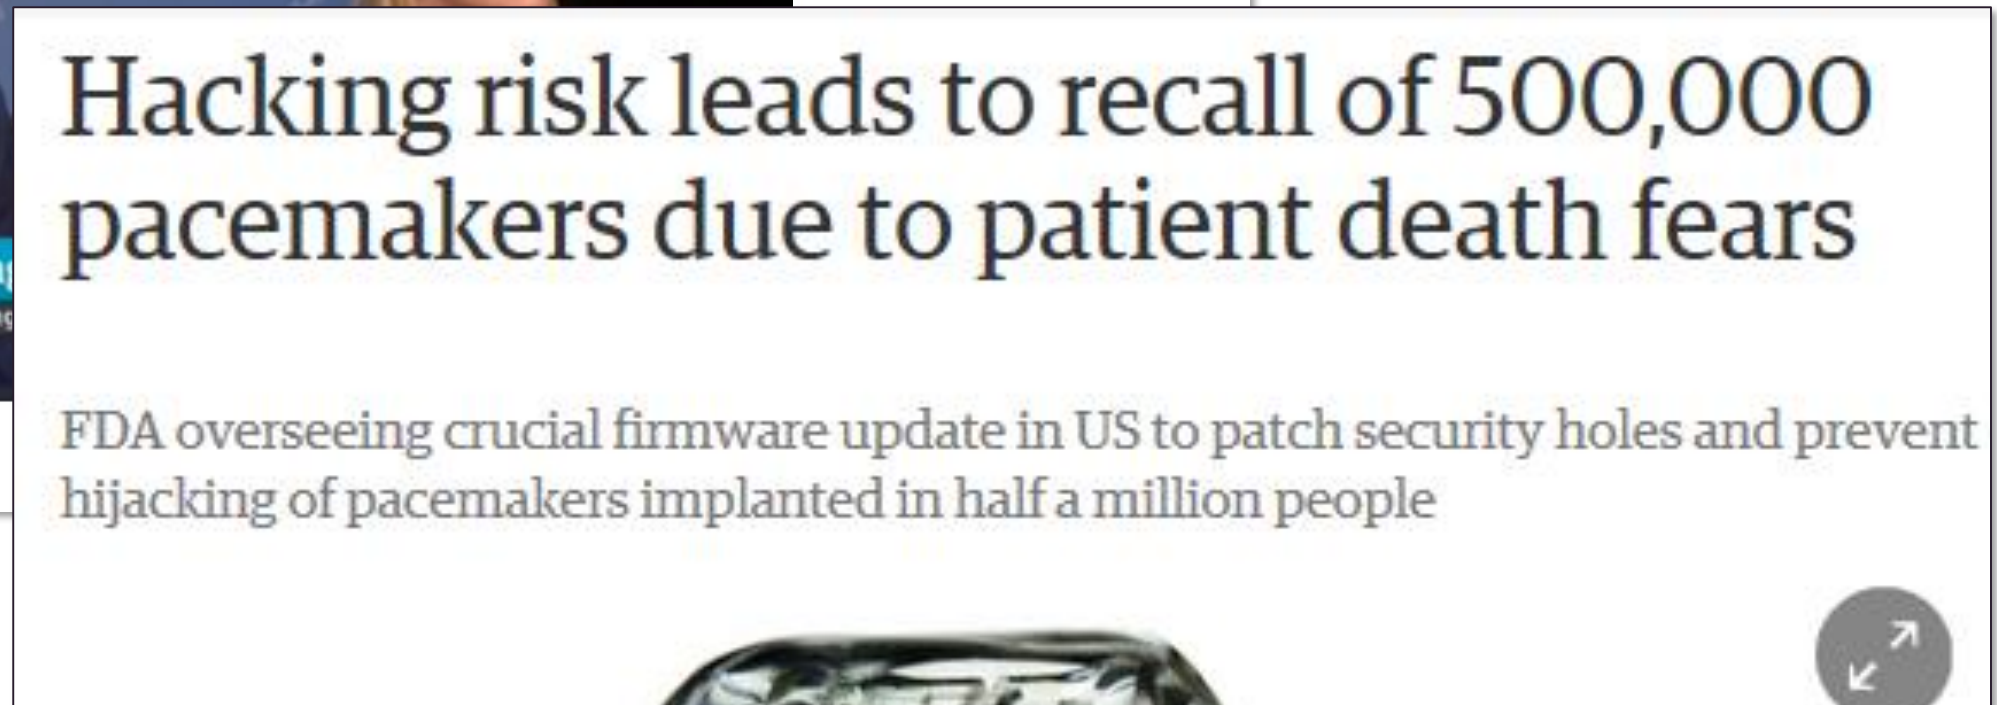 Hacking risk leads to recall of 500,000
pacemakers due to patient death fears
FDA overseeing crucial firmware update in US to patch security holes and prevent
hijacking of pacemakers implanted in half a million people